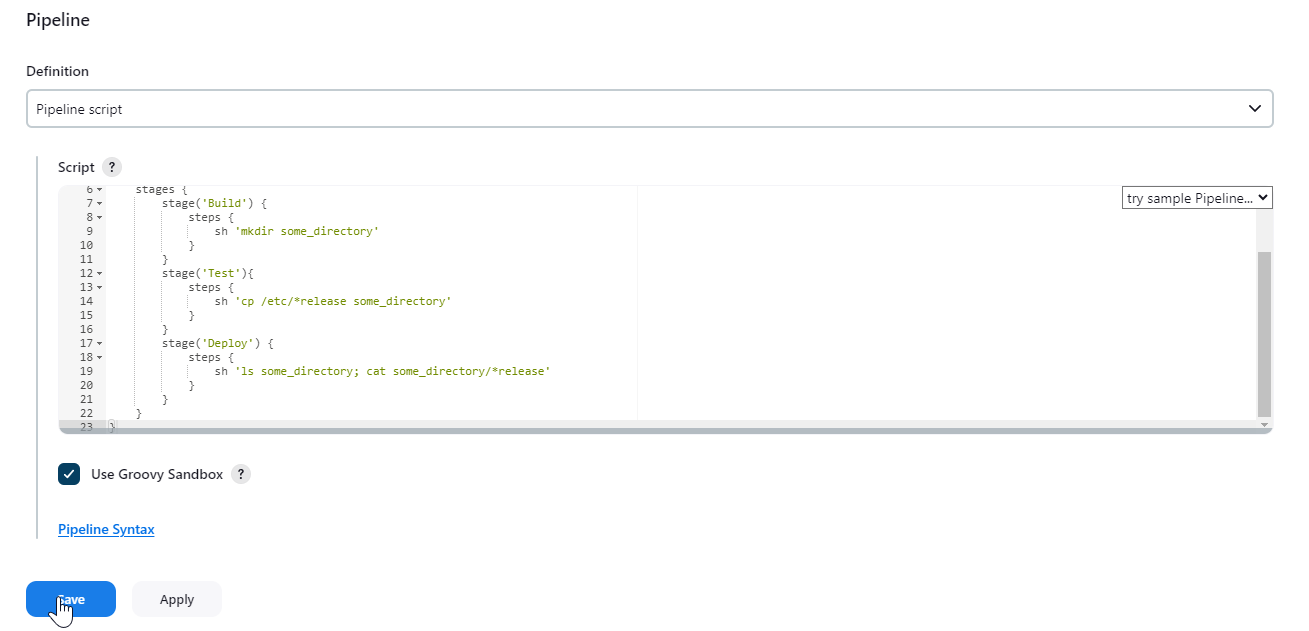 Pipeline
Definition
Pipeline script
Script ?
try sample Pipeline...
6 stages {
7 stage('Build') {
8 steps {
9 sh 'mkdir some_directory'
10 }
11 }
12 stage('Test'){
13 steps {
14 sh 'cp /etc/*release some_directory'
15 }
16 }
17 stage('Deploy') {
18 steps {
19 sh 'ls some_directory; cat some_directory/*release'
20 }
21 }
22 }
23 }
Use Groovy Sandbox ?
Pipeline Syntax
Save Apply